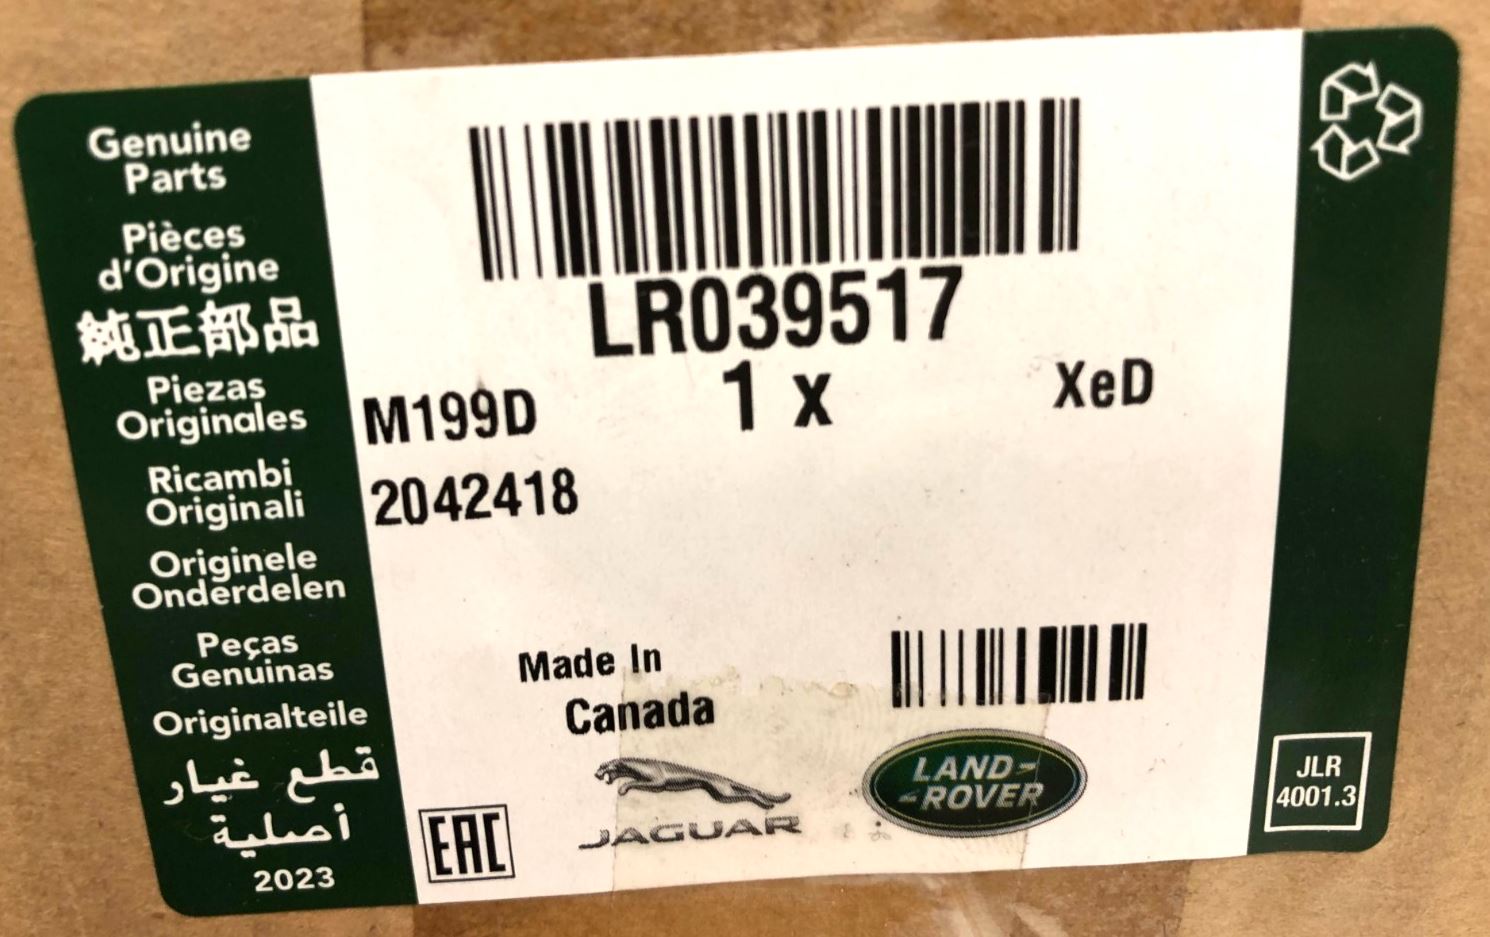 Genuine
Parts
Pièces
d'Origine
純正部品
Piezas
Originales
Ricambi
Originali
Originele
Onderdelen
Peças
Genuinas
Originalteile
قطع غيار
أصلية
2023
LR039517
M199D 1 x XeD
2042418
Made In
Canada
EAC
JAGUAR
LAND-
-ROVER
JLR
4001.3